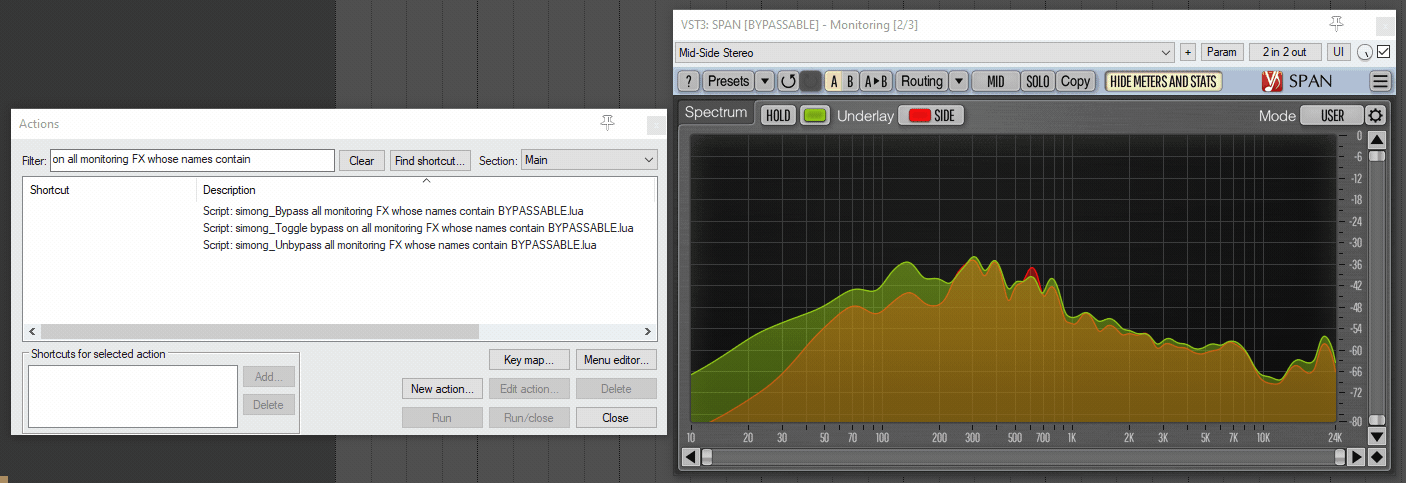 Actions
Filter: on all monitoring FX whose names contain Clear Find shortcut... Section: Main
Shortcut Description
Script: simong_Bypass all monitoring FX whose names contain BYPASSABLE.lua
Script: simong_Toggle bypass on all monitoring FX whose names contain BYPASSABLE.lua
Script: simong_Unbypass all monitoring FX whose names contain BYPASSABLE.lua
Shortcuts for selected action
Add...
Delete
Key map... Menu editor...
New action... Edit action... Delete
Run Run/close Close
VST3: SPAN [BYPASSABLE] - Monitoring [2/3]
Mid-Side Stereo + Param 2 in 2 out UI
? Presets A B A▸B Routing MID SOLO Copy HIDE METERS AND STATS SPAN
Spectrum HOLD Underlay SIDE Mode USER
0
-6
-12
-18
-24
-30
-36
-42
-48
-54
-60
-66
-72
-80
10 20 30 50 70 100 200 300 500 700 1K 2K 3K 5K 7K 10K 24K